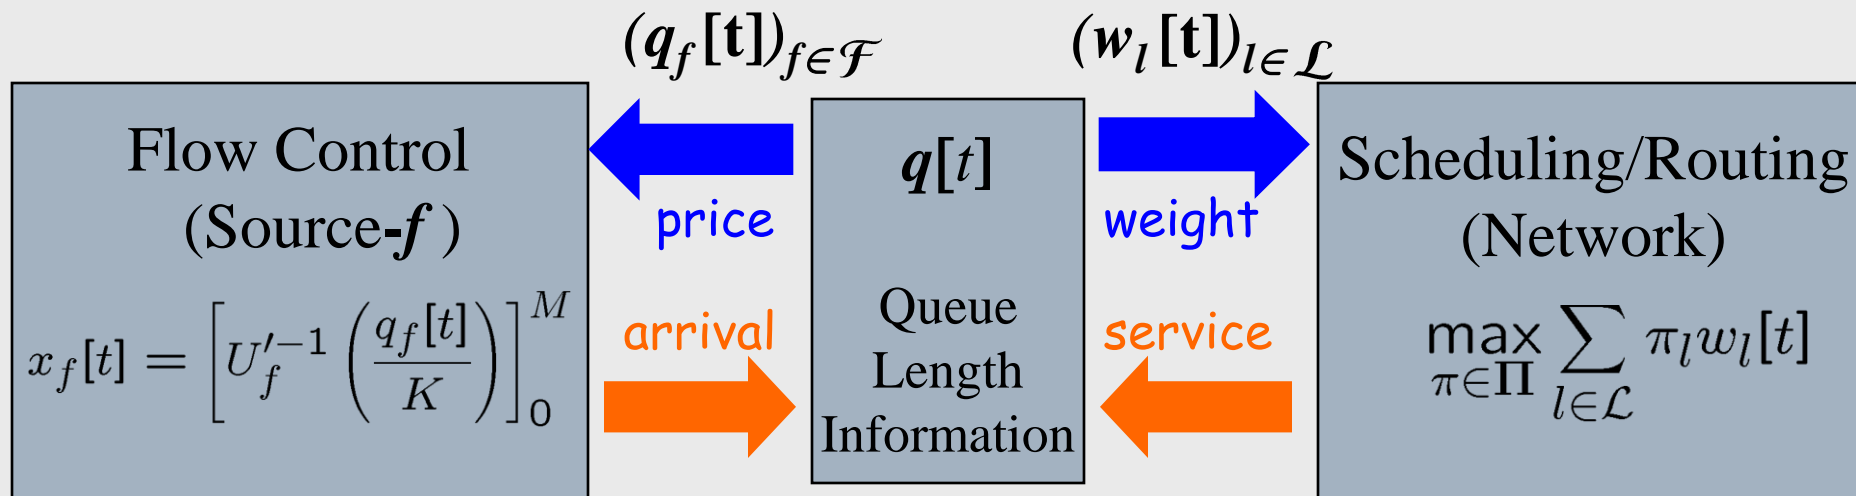 (q_f[t])_{f∈ℱ}
(w_l[t])_{l∈ℒ}
Flow Control
(Source-f )
x_f[t] = [U′_f^{−1} (q_f[t]/K)]_0^M
price
arrival
q[t]
Queue
Length
Information
weight
service
Scheduling/Routing
(Network)
max_{π∈Π} ∑_{l∈ℒ} π_l w_l[t]